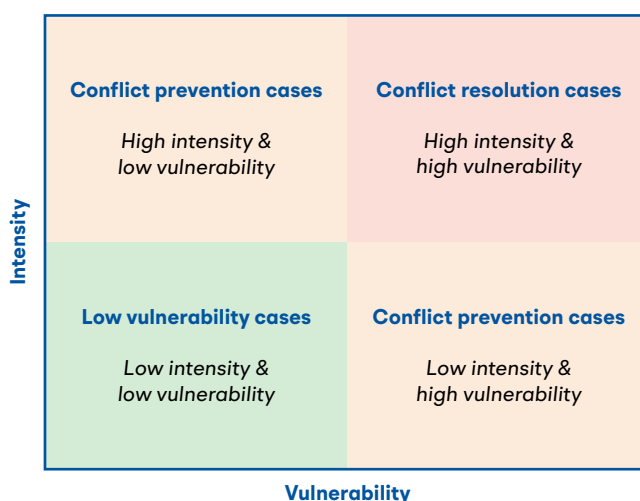 Conflict prevention cases
High intensity &
low vulnerability
Conflict resolution cases
High intensity &
high vulnerability
Intensity
Low vulnerability cases
Low intensity &
low vulnerability
Conflict prevention cases
Low intensity &
high vulnerability
Vulnerability